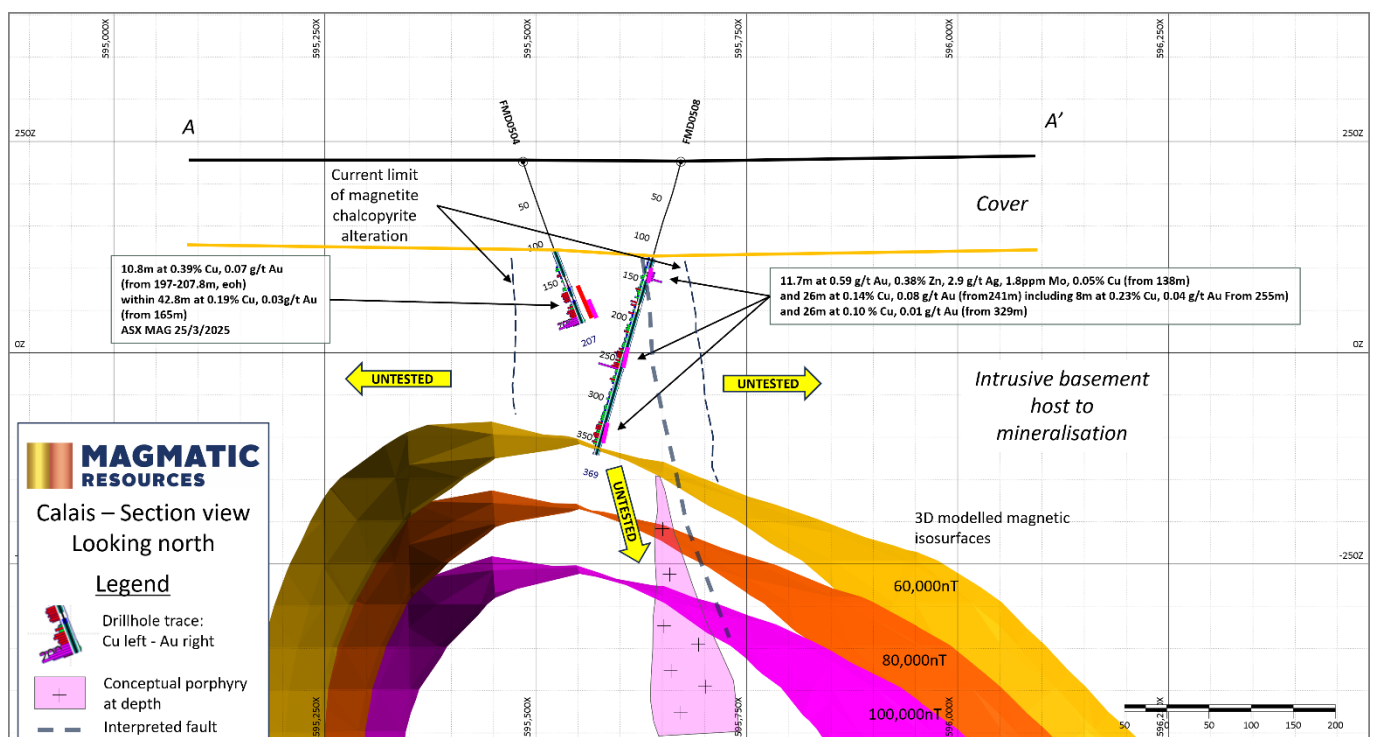 595,000X
595,250X
595,500X
595,750X
596,000X
596,250X
FMD0504
FMD0508
A
A'
250Z
250Z
Current limit
of magnetite
chalcopyrite
alteration
50
50
Cover
100
100
10.8m at 0.39% Cu, 0.07 g/t Au
(from 197-207.8m, eoh)
within 42.8m at 0.19% Cu, 0.03g/t Au
(from 165m)
ASX MAG 25/3/2025
11.7m at 0.59 g/t Au, 0.38% Zn, 2.9 g/t Ag, 1.8ppm Mo, 0.05% Cu (from 138m)
and 26m at 0.14% Cu, 0.08 g/t Au (from241m) including 8m at 0.23% Cu, 0.04 g/t Au From 255m)
and 26m at 0.10 % Cu, 0.01 g/t Au (from 329m)
150
150
200
200
207
0Z
0Z
250
UNTESTED
UNTESTED
300
350
369
Intrusive basement
host to
mineralisation
UNTESTED
3D modelled magnetic
isosurfaces
-250Z
60,000nT
80,000nT
100,000nT
MAGMATIC
RESOURCES
Calais – Section view
Looking north
Legend
Drillhole trace:
Cu left - Au right
Conceptual porphyry
at depth
Interpreted fault
595,250X
595,500X
595,750X
596,000X
596,250X
50
0
50
100
150
200